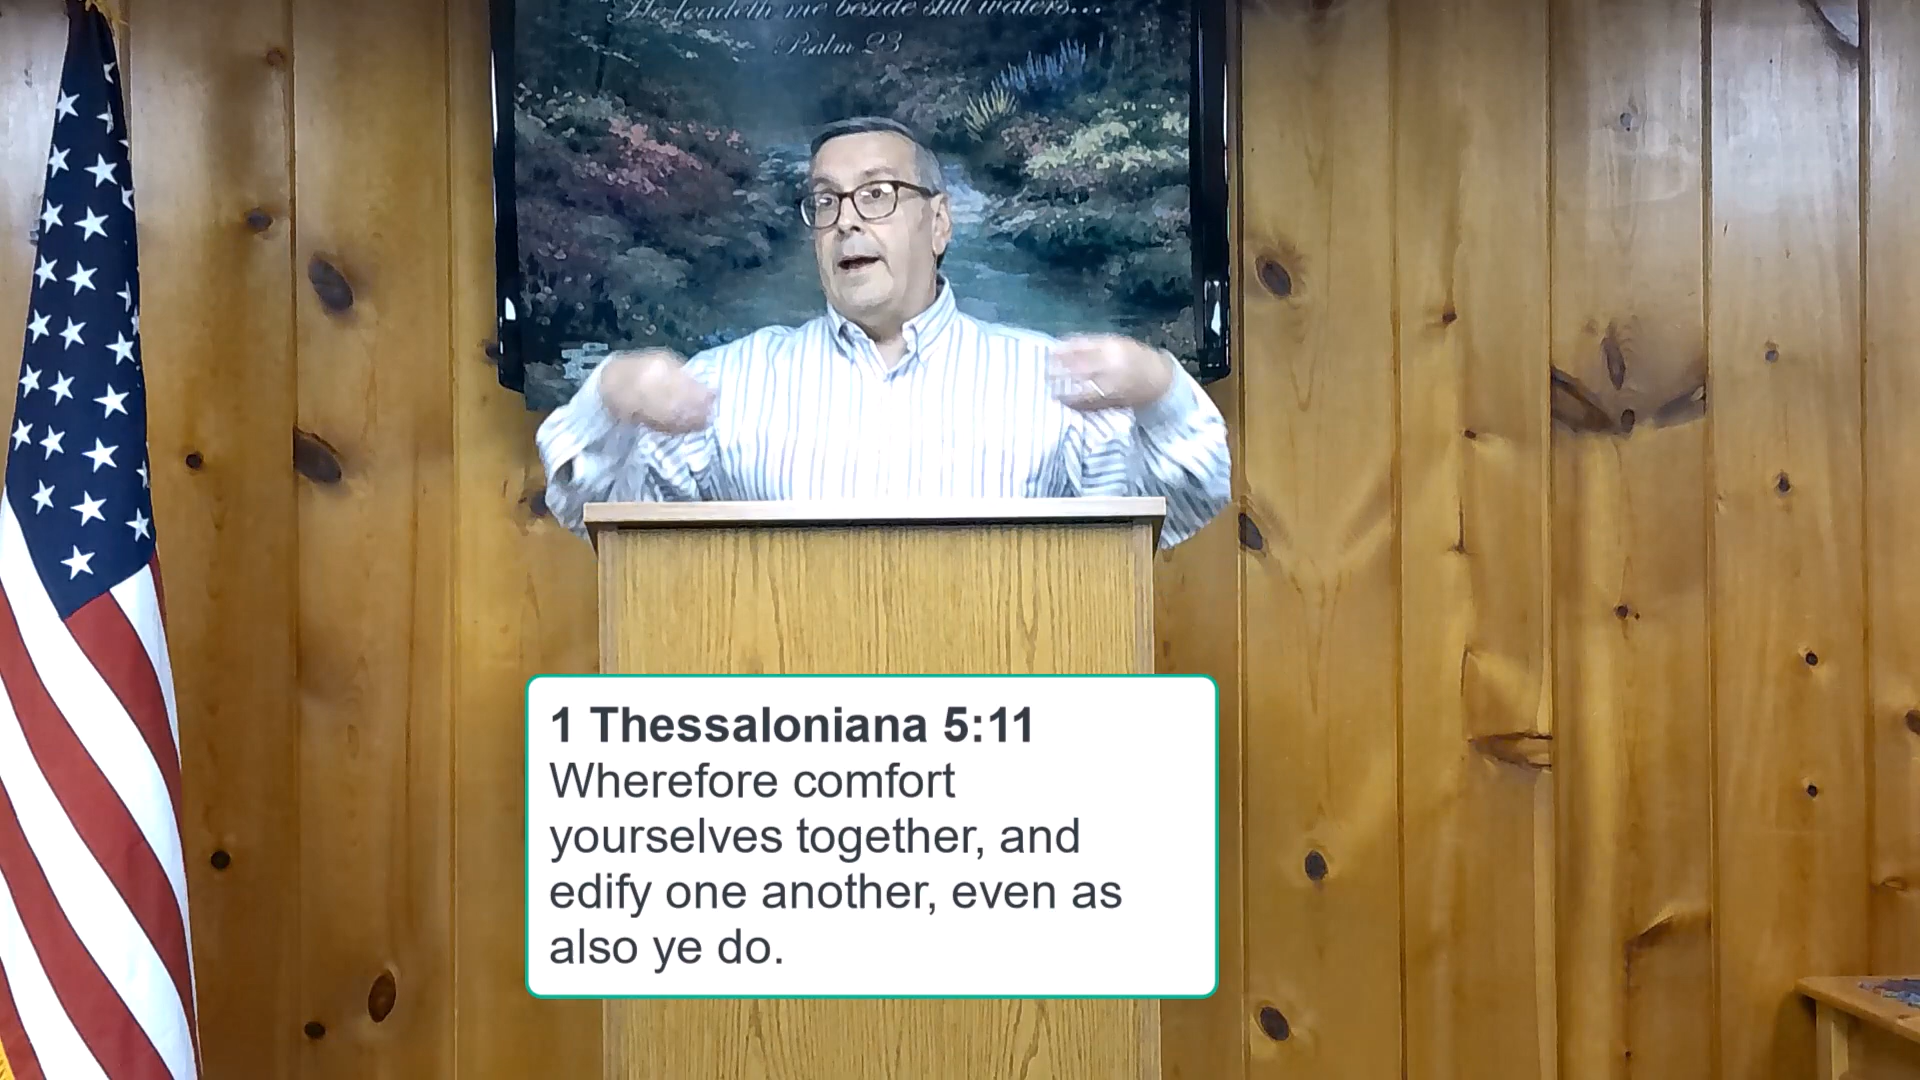 He leadeth me beside still waters...
Psalm 23
1 Thessaloniana 5:11
Wherefore comfort
yourselves together, and
edify one another, even as
also ye do.